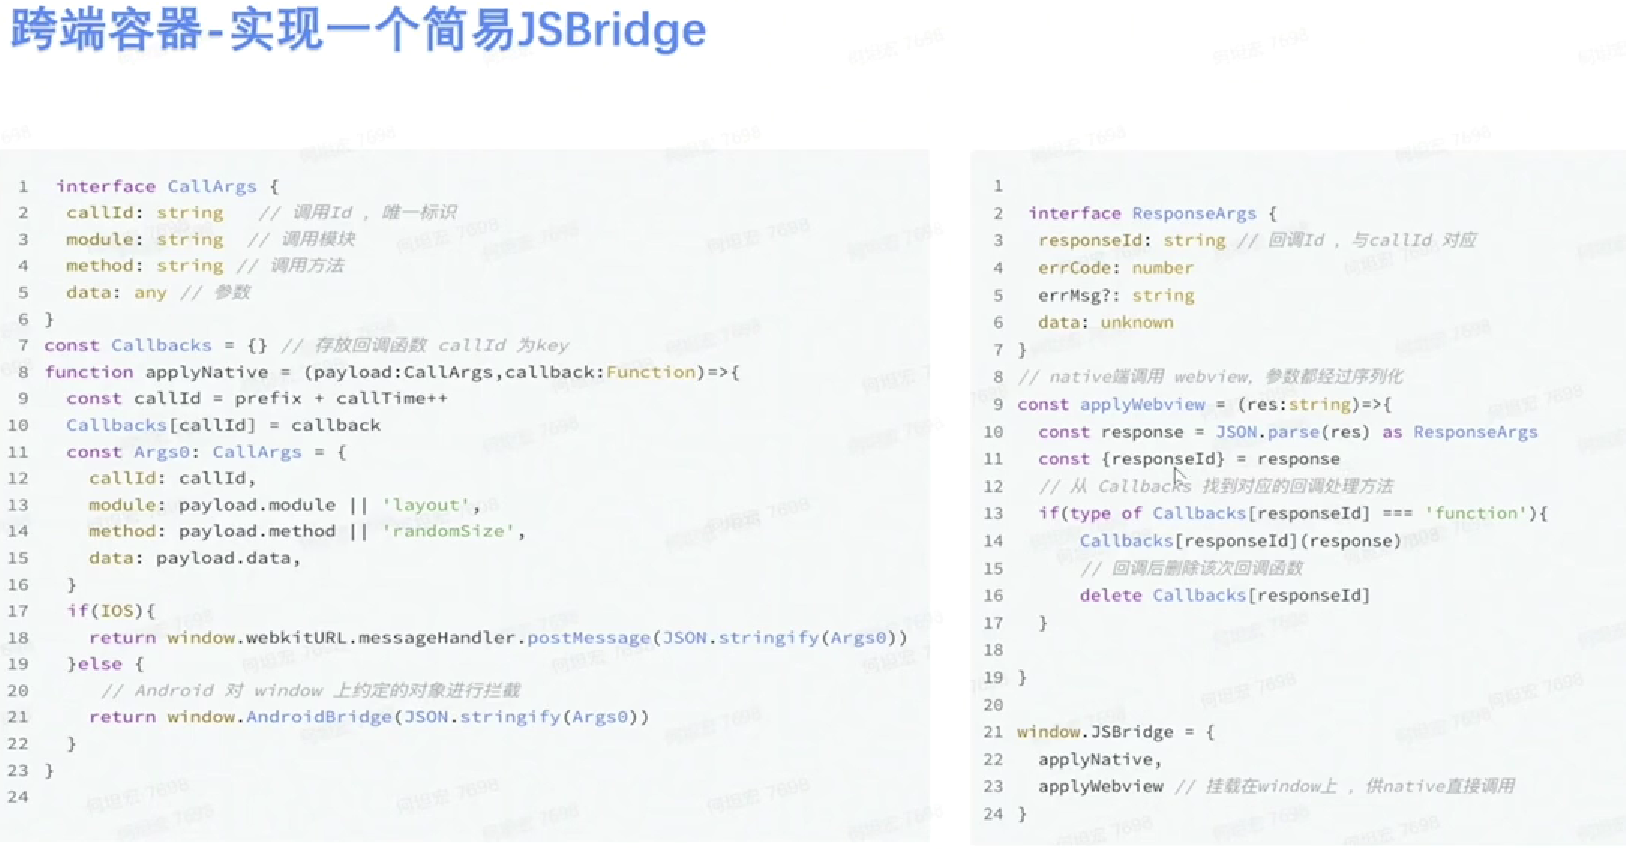 跨端容器-实现一个简易JSBridge
1 interface CallArgs {
2 callId: string // 调用Id ，唯一标识
3 module: string // 调用模块
4 method: string // 调用方法
5 data: any // 参数
6 }
7 const Callbacks = {} // 存放回调函数 callId 为key
8 function applyNative = (payload:CallArgs,callback:Function)=>{
9 const callId = prefix + callTime++
10 Callbacks[callId] = callback
11 const Args0: CallArgs = {
12 callId: callId,
13 module: payload.module || 'layout',
14 method: payload.method || 'randomSize',
15 data: payload.data,
16 }
17 if(IOS){
18 return window.webkitURL.messageHandler.postMessage(JSON.stringify(Args0))
19 }else {
20 // Android 对 window 上约定的对象进行拦截
21 return window.AndroidBridge(JSON.stringify(Args0))
22 }
23 }
24
1
2 interface ResponseArgs {
3 responseId: string // 回调Id ，与callId 对应
4 errCode: number
5 errMsg?: string
6 data: unknown
7 }
8 // native端调用 webview, 参数都经过序列化
9 const applyWebview = (res:string)=>{
10 const response = JSON.parse(res) as ResponseArgs
11 const {responseId} = response
12 // 从 Callbacks 找到对应的回调处理方法
13 if(type of Callbacks[responseId] === 'function'){
14 Callbacks[responseId](response)
15 // 回调后删除该次回调函数
16 delete Callbacks[responseId]
17 }
18
19 }
20
21 window.JSBridge = {
22 applyNative,
23 applyWebview // 挂载在window上 ，供native直接调用
24 }